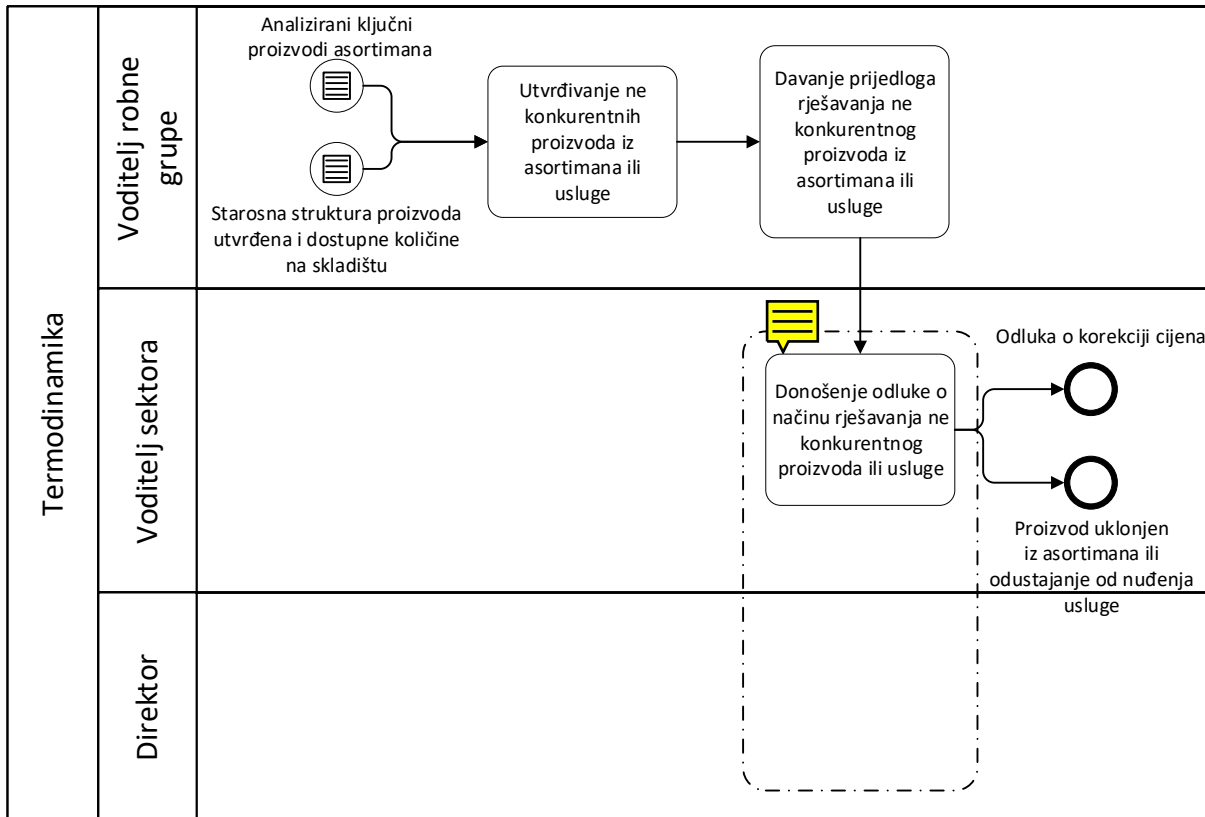 Termodinamika
Voditelj robne
grupe
Analizirani ključni
proizvodi asortimana
Starosna struktura proizvoda
utvrđena i dostupne količine
na skladištu
Utvrđivanje ne
konkurentnih
proizvoda iz
asortimana ili
usluge
Davanje prijedloga
rješavanja ne
konkurentnog
proizvoda iz
asortimana ili
usluge
Voditelj sektora
Donošenje odluke o
načinu rješavanja ne
konkurentnog
proizvoda ili usluge
Odluka o korekciji cijena
Proizvod uklonjen
iz asortimana ili
odustajanje od nuđenja
usluge
Direktor